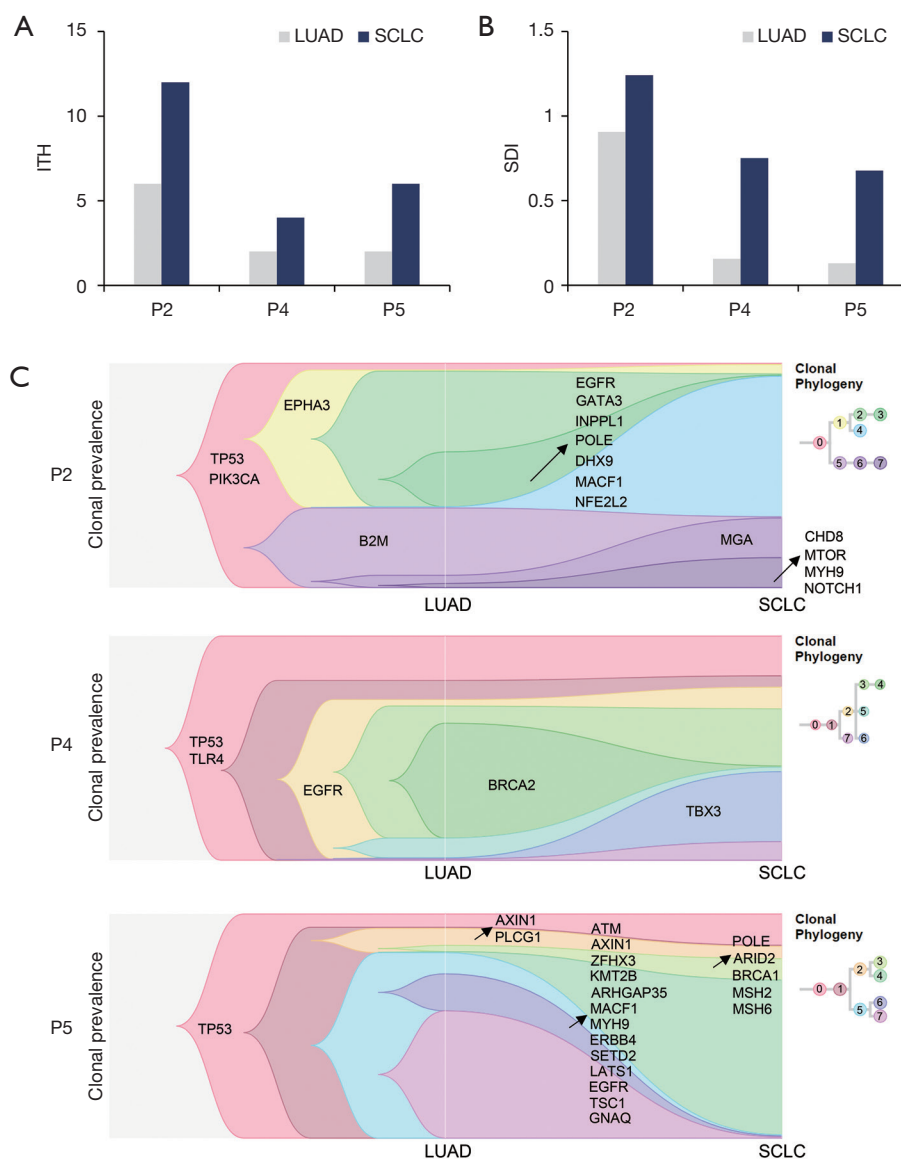 A
LUAD SCLC
15
10
5
0
ITH
P2 P4 P5
B
LUAD SCLC
1.5
1
0.5
0
SDI
P2 P4 P5
C
P2
Clonal prevalence
TP53
PIK3CA
EPHA3
B2M
EGFR
GATA3
INPPL1
POLE
DHX9
MACF1
NFE2L2
MGA
CHD8
MTOR
MYH9
NOTCH1
LUAD SCLC
Clonal
Phylogeny
0 1 2 3 4 5 6 7
P4
Clonal prevalence
TP53
TLR4
EGFR
BRCA2
TBX3
LUAD SCLC
Clonal
Phylogeny
0 1 2 3 4 5 6 7
P5
Clonal prevalence
TP53
AXIN1
PLCG1
ATM
AXIN1
ZFHX3
KMT2B
ARHGAP35
MACF1
MYH9
ERBB4
SETD2
LATS1
EGFR
TSC1
GNAQ
POLE
ARID2
BRCA1
MSH2
MSH6
LUAD SCLC
Clonal
Phylogeny
0 1 2 3 4 5 6 7